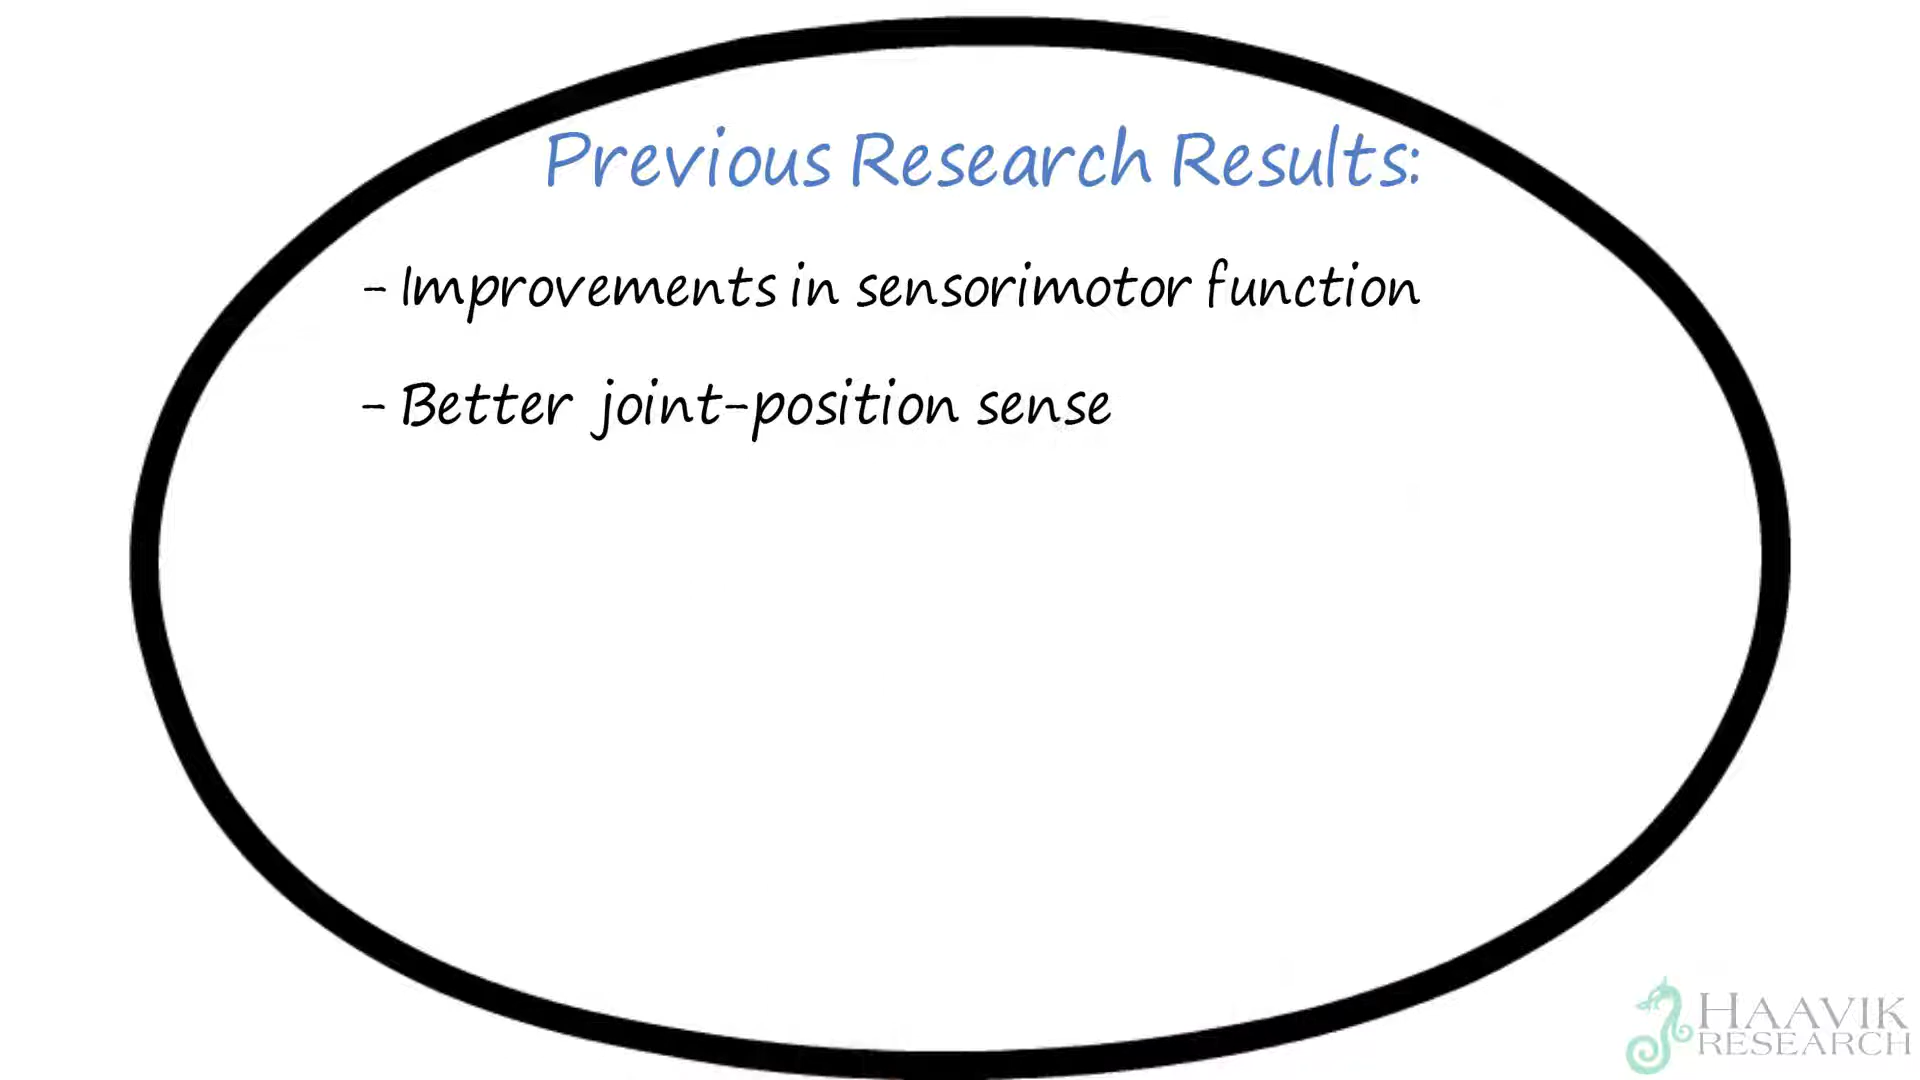 Previous Research Results:
- Improvements in sensorimotor function
- Better joint-position sense
HAAVIK
RESEARCH